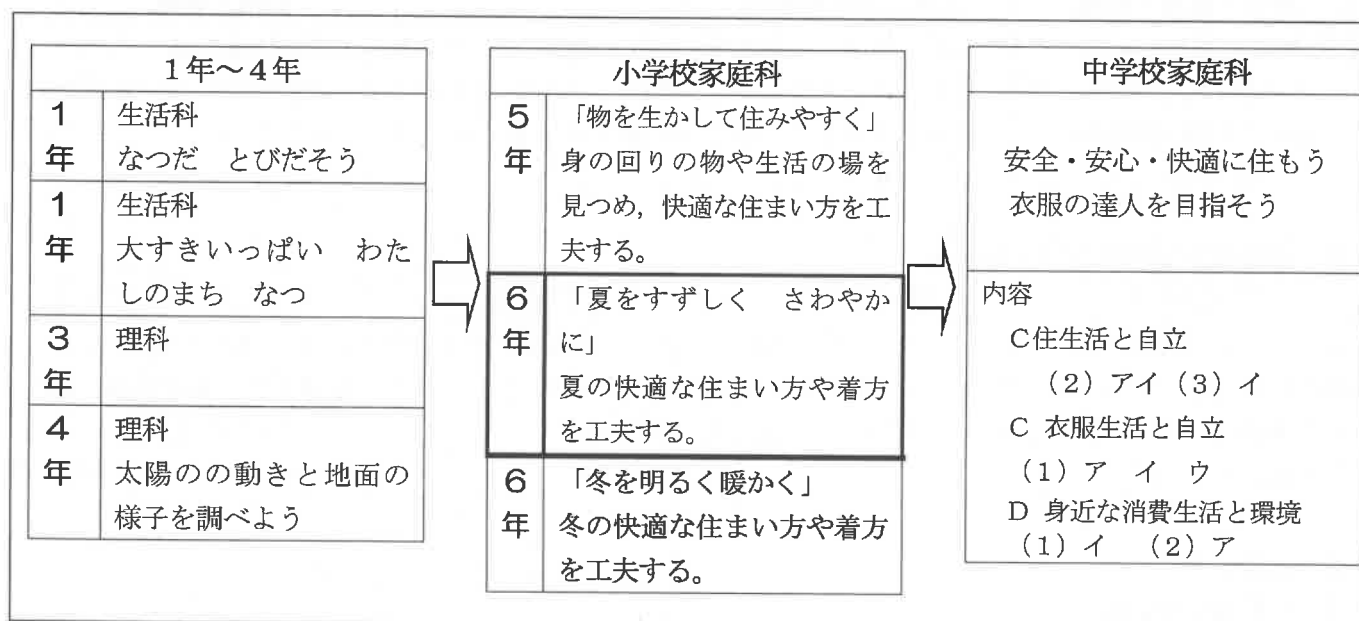 1年〜4年
1年
生活科
なつだ　とびだそう
1年
生活科
大すきいっぱい　わた
しのまち　なつ
3年
理科
4年
理科
太陽のの動きと地面の
様子を調べよう
小学校家庭科
5年
「物を生かして住みやすく」
身の回りの物や生活の場を
見つめ，快適な住まい方を工
夫する。
6年
「夏をすずしく　さわやか
に」
夏の快適な住まい方や着方
を工夫する。
6年
「冬を明るく暖かく」
冬の快適な住まい方や着方
を工夫する。
中学校家庭科
安全・安心・快適に住もう
衣服の達人を目指そう
内容
C住生活と自立
（2）アイ（3）イ
C 衣服生活と自立
（1）ア　イ　ウ
D 身近な消費生活と環境
（1）イ　（2）ア